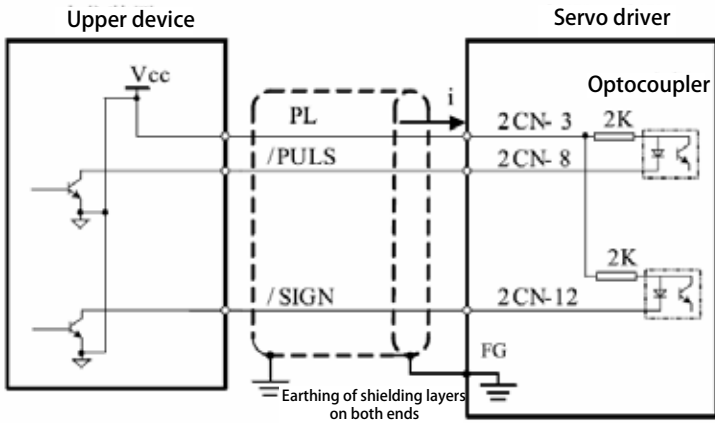 Upper device
Servo driver
Vcc
Optocoupler
PL
i
2CN- 3
2K
/PULS
2CN- 8
2K
/SIGN
2CN-12
FG
Earthing of shielding layers
on both ends